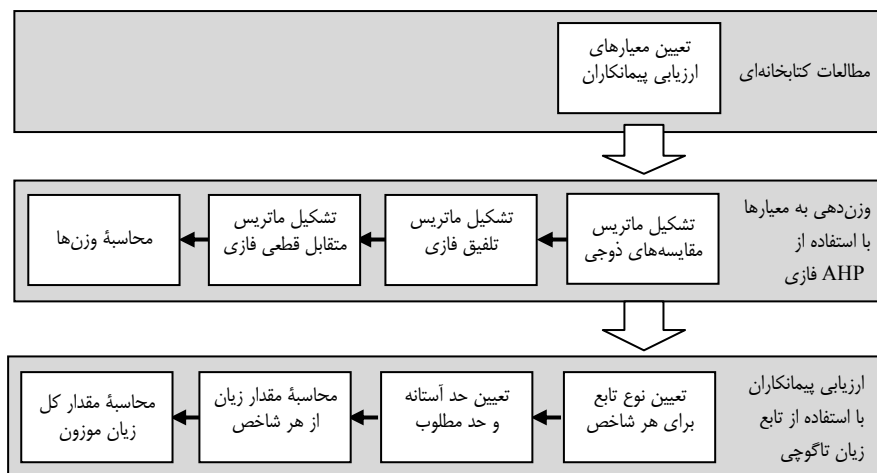 مطالعات کتابخانه‌ای
تعیین معیارهای
ارزیابی پیمانکاران
وزن‌دهی به معیارها
با استفاده از
AHP فازی
تشکیل ماتریس
مقایسه‌های ذوجی
تشکیل ماتریس
تلفیق فازی
تشکیل ماتریس
متقابل قطعی فازی
محاسبهٔ وزن‌ها
ارزیابی پیمانکاران
با استفاده از تابع
زیان تاگوچی
تعیین نوع تابع
برای هر شاخص
تعیین حد آستانه
و حد مطلوب
محاسبهٔ مقدار زیان
از هر شاخص
محاسبهٔ مقدار کل
زیان موزون